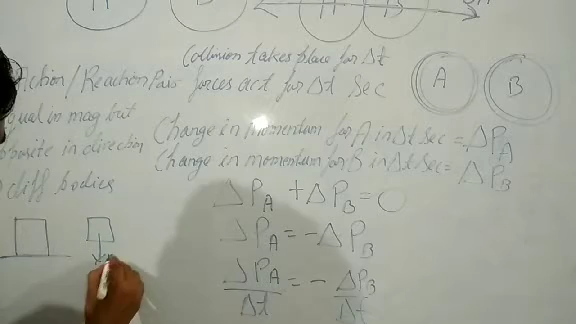 A B
Collision takes place for Δt
Action/Reaction Pair forces act for Δt Sec
A B
equal in mag but
opposite in direction
diff bodies
Change in momentum for A in Δt sec = ΔP_A
Change in momentum for B in Δt sec = ΔP_B
ΔP_A + ΔP_B = 0
ΔP_A = -ΔP_B
ΔP_A/Δt = - ΔP_B/Δt